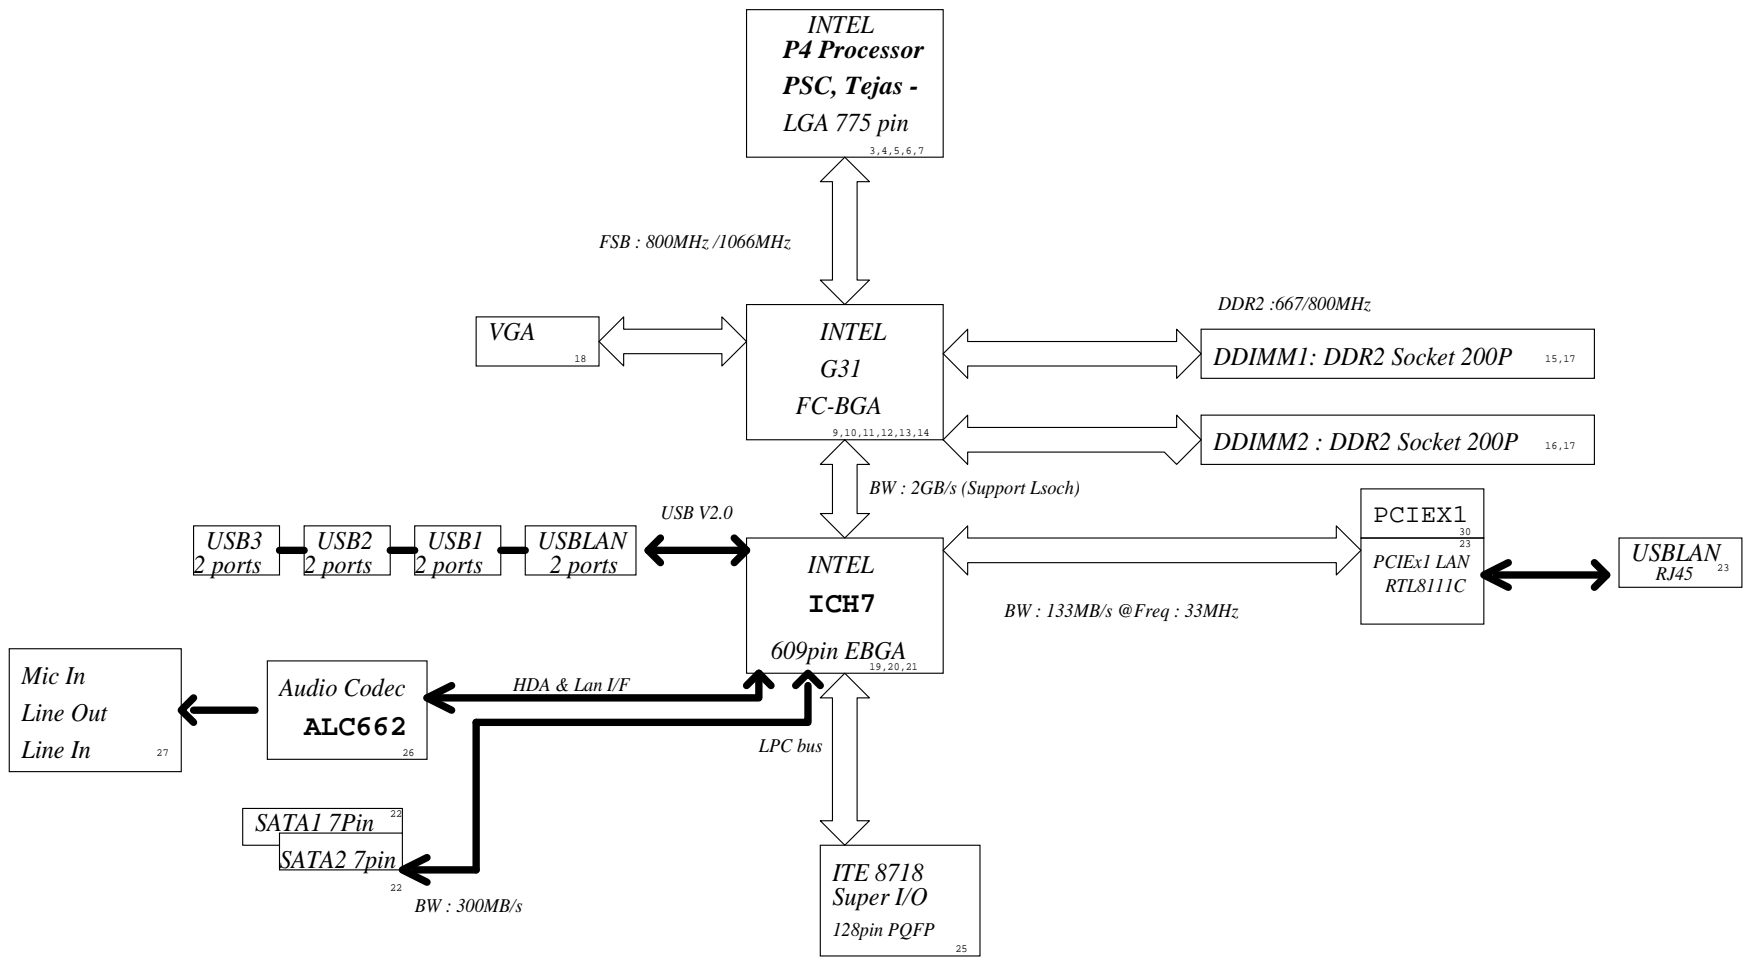 INTEL
P4 Processor
PSC, Tejas -
LGA 775 pin
3,4,5,6,7
FSB : 800MHz /1066MHz
VGA
18
INTEL
G31
FC-BGA
9,10,11,12,13,14
DDR2 :667/800MHz
DDIMM1: DDR2 Socket 200P 15,17
DDIMM2 : DDR2 Socket 200P 16,17
BW : 2GB/s (Support Lsoch)
USB V2.0
USB3
2 ports
USB2
2 ports
USB1
2 ports
USBLAN
2 ports
INTEL
ICH7
609pin EBGA
19,20,21
BW : 133MB/s @Freq : 33MHz
PCIEX1
30
23
PCIEx1 LAN
RTL8111C
USBLAN
RJ45 23
Mic In
Line Out
Line In 27
Audio Codec
ALC662
26
HDA & Lan I/F
LPC bus
SATA1 7Pin 22
SATA2 7pin
22
BW : 300MB/s
ITE 8718
Super I/O
128pin PQFP
25